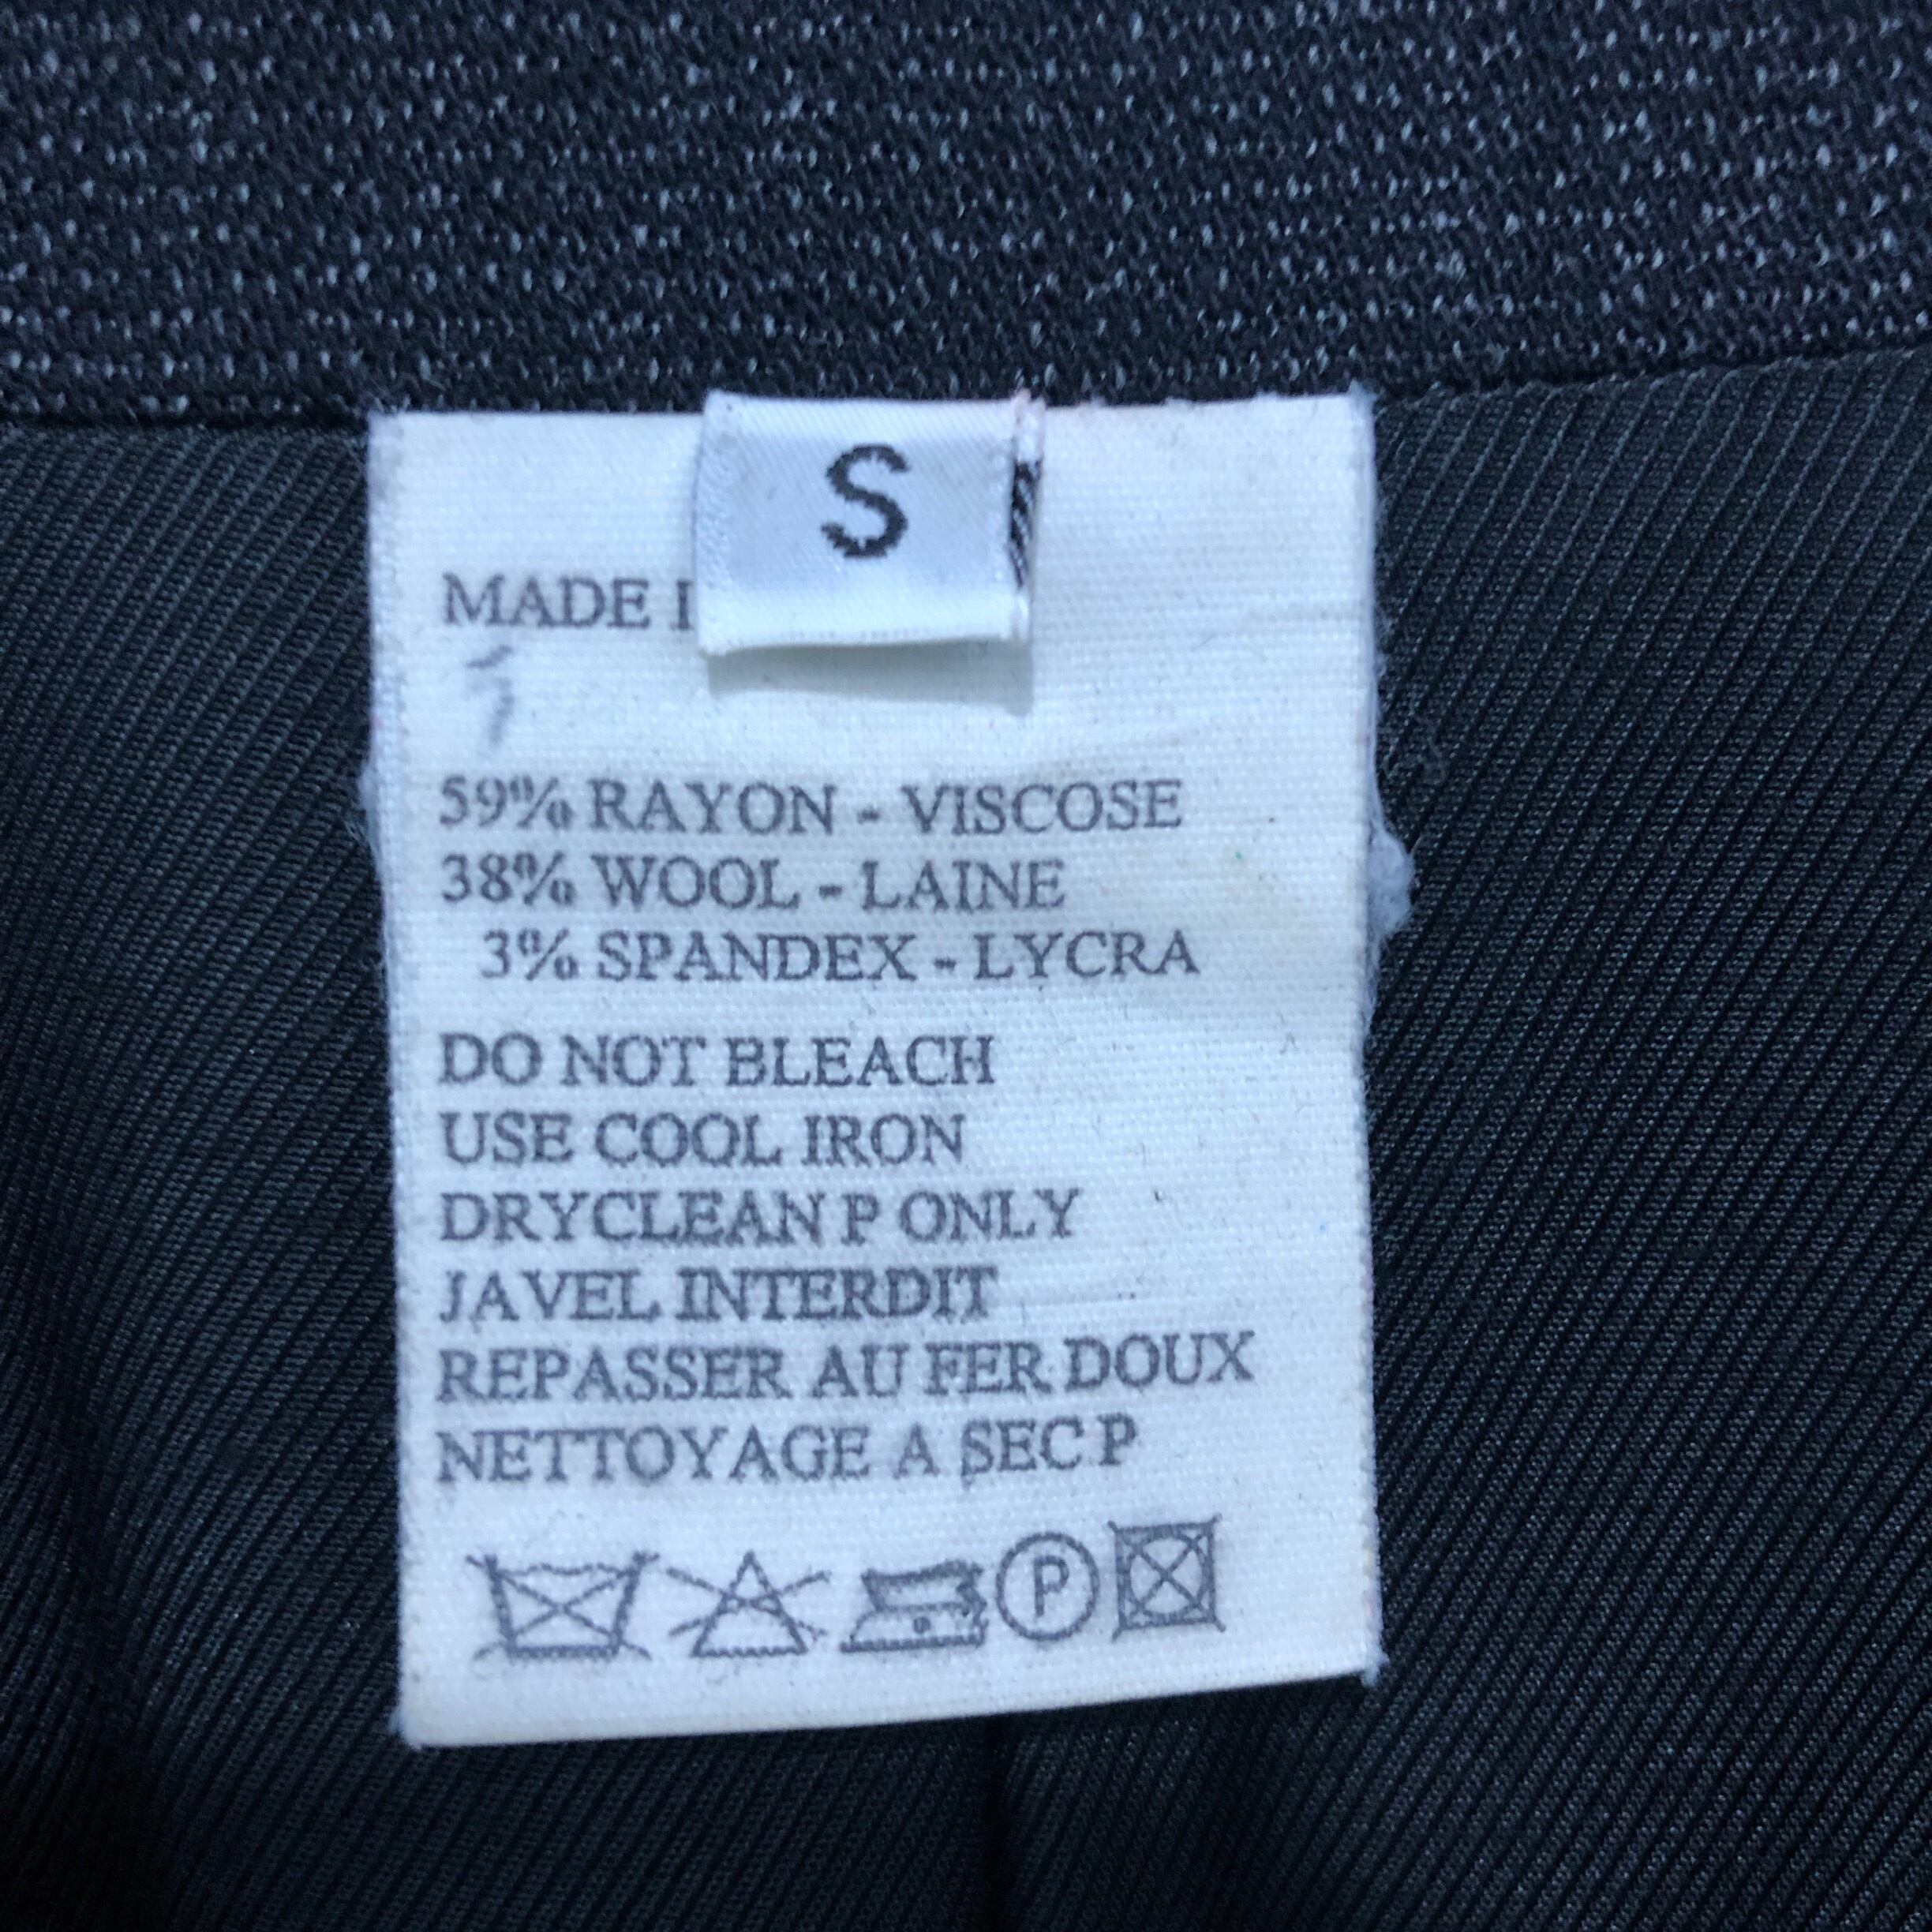 S
MADE I
59% RAYON - VISCOSE
38% WOOL - LAINE
3% SPANDEX - LYCRA
DO NOT BLEACH
USE COOL IRON
DRYCLEAN P ONLY
JAVEL INTERDIT
REPASSER AU FER DOUX
NETTOYAGE A SEC P
P